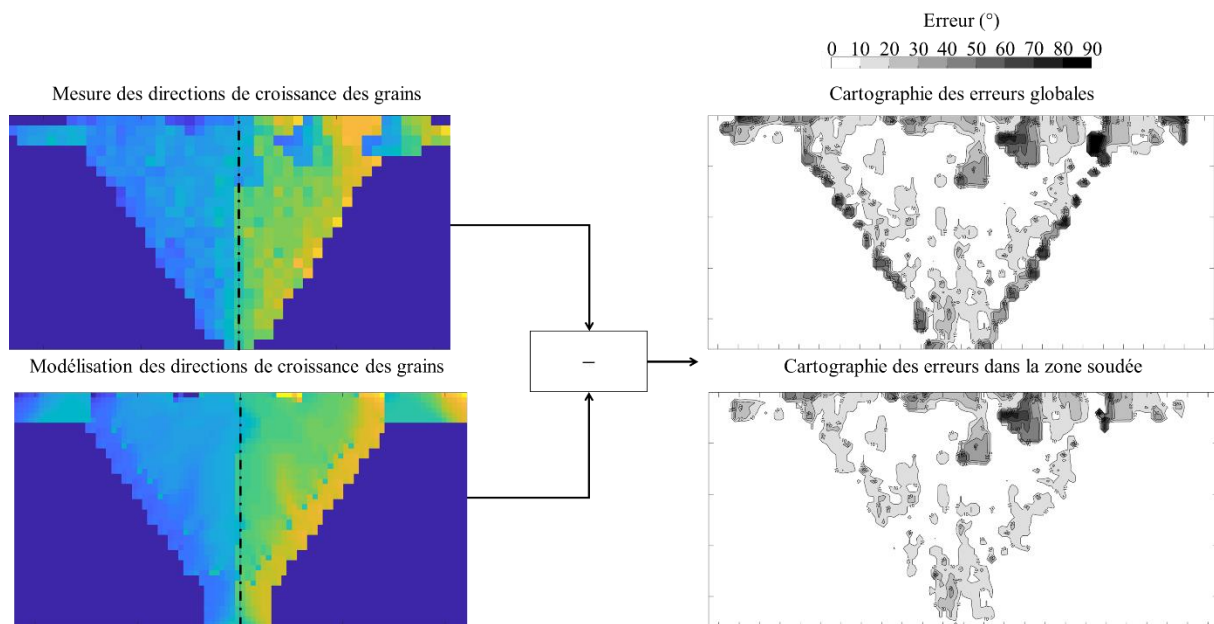 Erreur (°)
0 10 20 30 40 50 60 70 80 90
Mesure des directions de croissance des grains
Cartographie des erreurs globales
Modélisation des directions de croissance des grains
Cartographie des erreurs dans la zone soudée
−